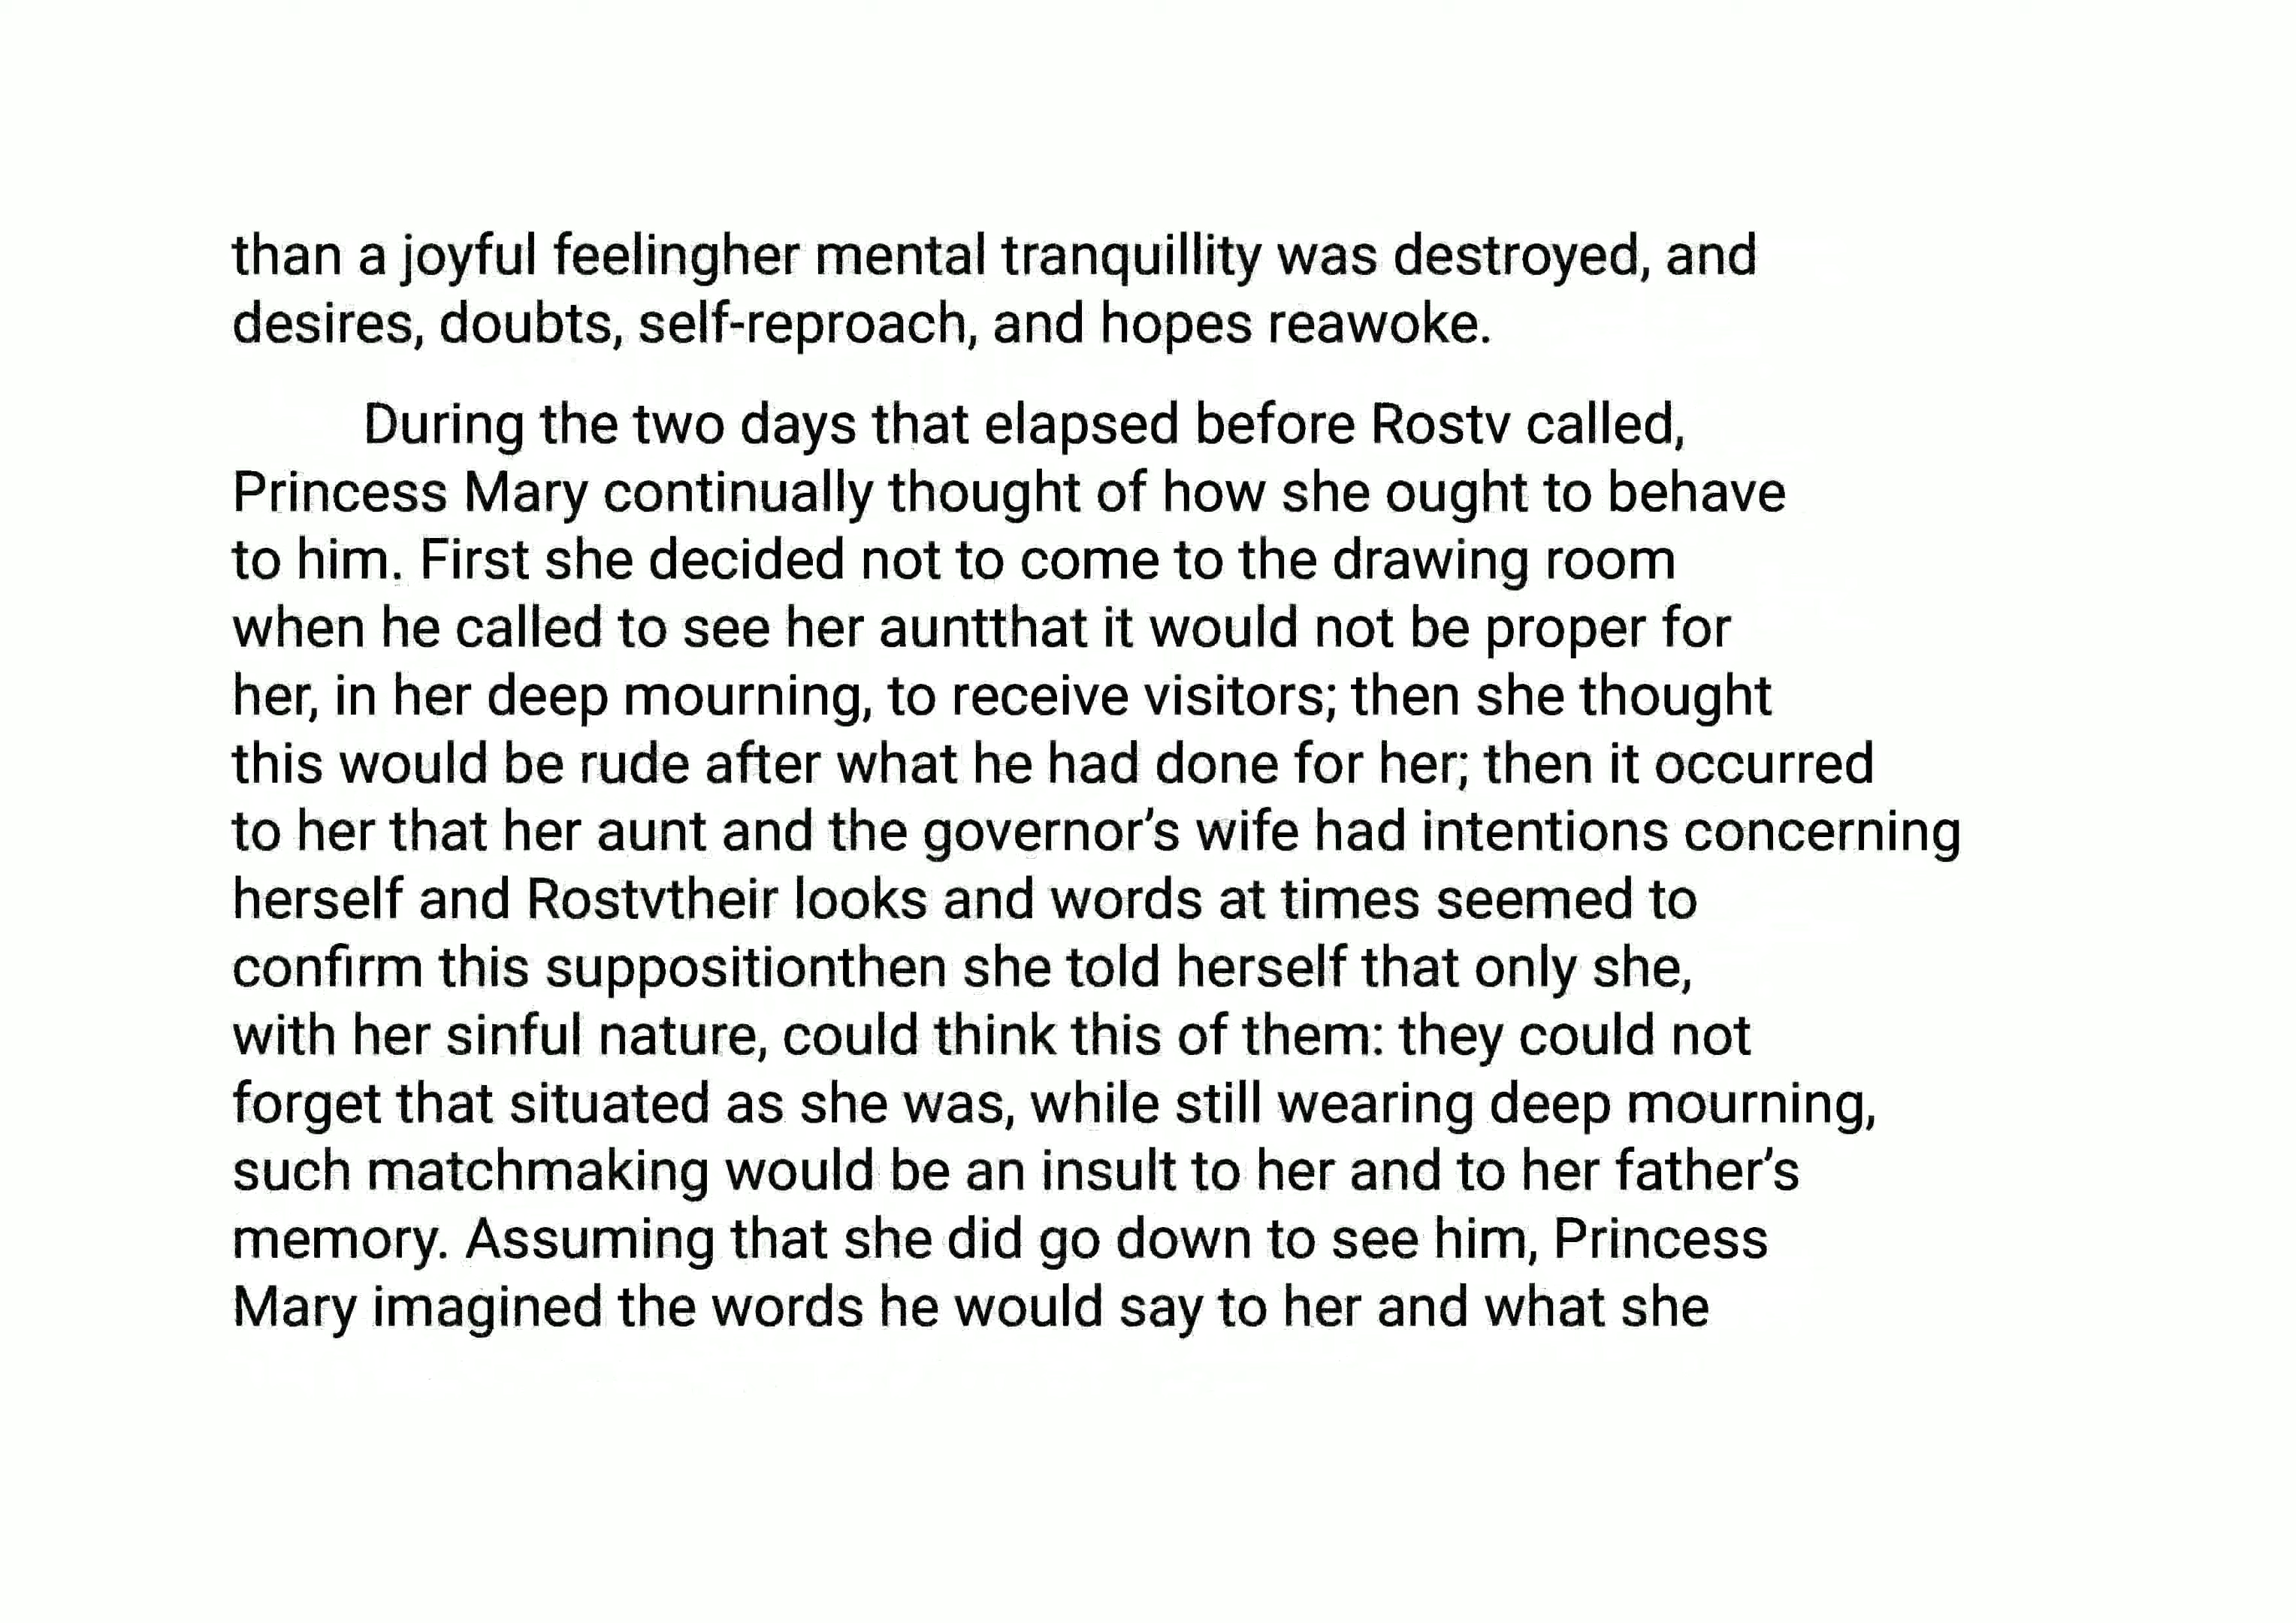 than a joyful feelingher mental tranquillity was destroyed, and
desires, doubts, self-reproach, and hopes reawoke.
During the two days that elapsed before Rostv called,
Princess Mary continually thought of how she ought to behave
to him. First she decided not to come to the drawing room
when he called to see her auntthat it would not be proper for
her, in her deep mourning, to receive visitors; then she thought
this would be rude after what he had done for her; then it occurred
to her that her aunt and the governor’s wife had intentions concerning
herself and Rostvtheir looks and words at times seemed to
confirm this suppositionthen she told herself that only she,
with her sinful nature, could think this of them: they could not
forget that situated as she was, while still wearing deep mourning,
such matchmaking would be an insult to her and to her father’s
memory. Assuming that she did go down to see him, Princess
Mary imagined the words he would say to her and what she